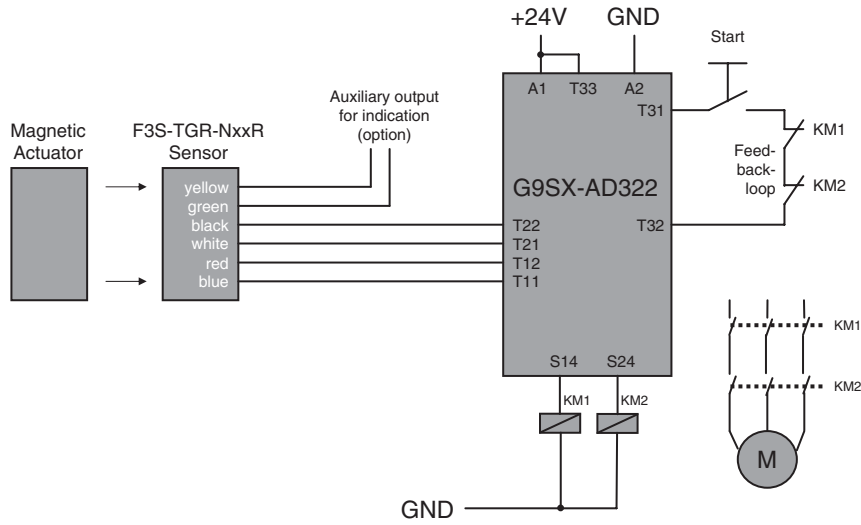 +24V
GND
Start
A1
T33
A2
T31
Auxiliary output
for indication
(option)
Magnetic
Actuator
F3S-TGR-NxxR
Sensor
KM1
Feed-
back-
loop
KM2
yellow
green
black
white
red
blue
G9SX-AD322
T22
T21
T12
T11
T32
S14
S24
KM1
KM2
KM1
KM2
M
GND